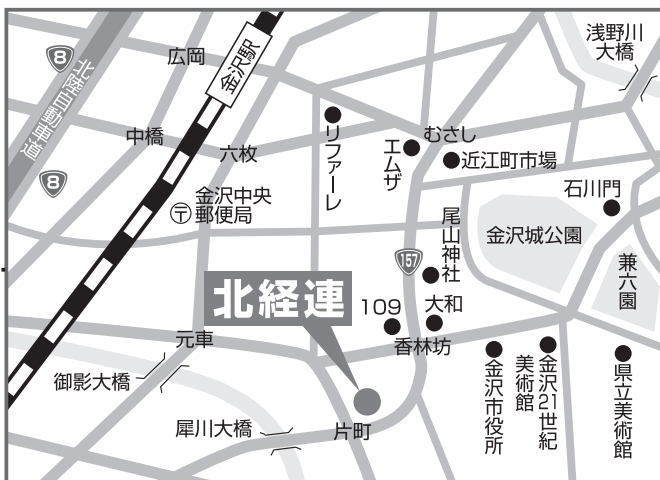 浅野川
大橋
8
広岡
金沢駅
北陸自動車道
中橋
六枚
リファーレ
エムザ
むさし
近江町市場
石川門
8
金沢中央
郵便局
〒
尾山神社
金沢城公園
157
兼六園
北経連
109
大和
元車
香林坊
御影大橋
金沢市役所
金沢21世紀
美術館
県立美術館
犀川大橋
片町